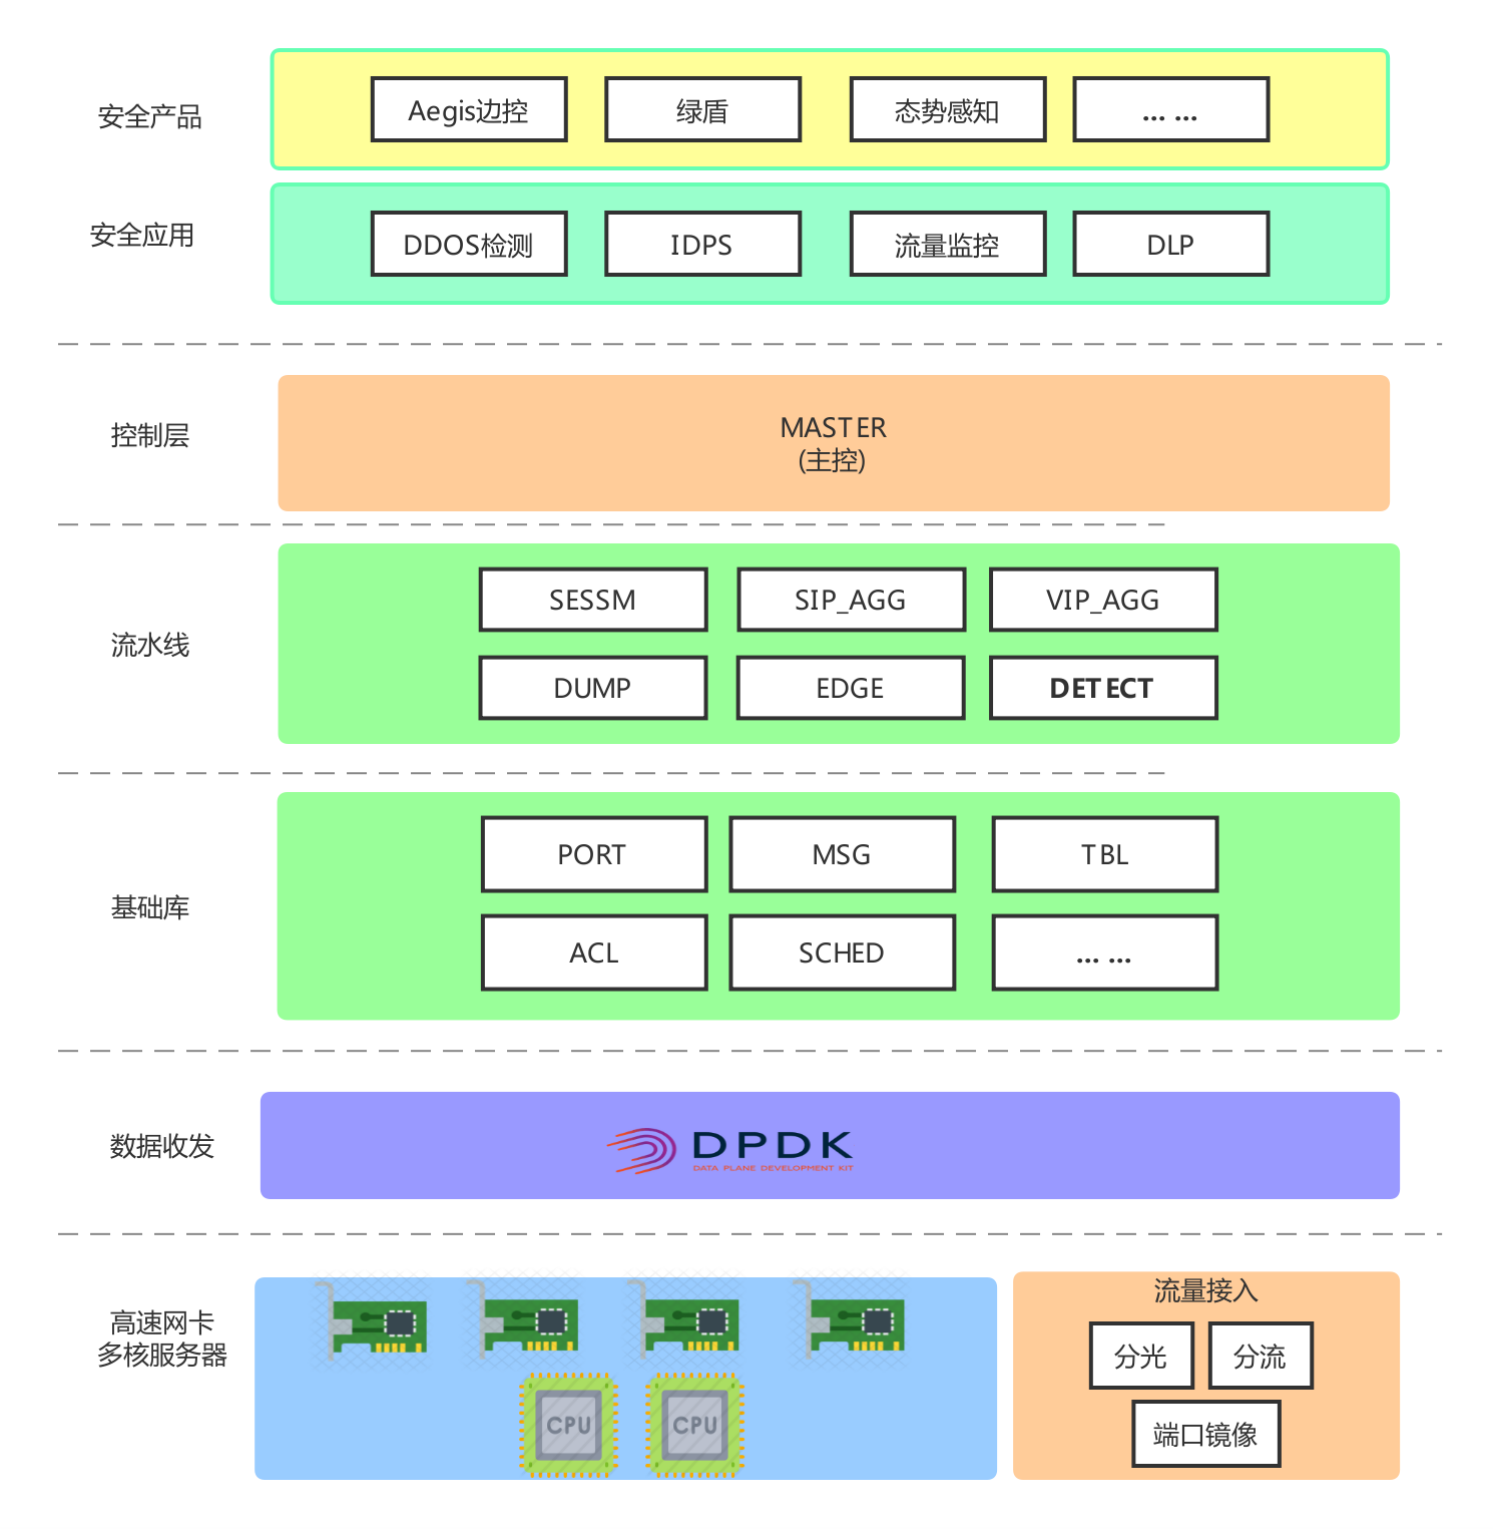 安全产品
Aegis边控
绿盾
态势感知
... ...
安全应用
DDOS检测
IDPS
流量监控
DLP
控制层
MASTER
(主控)
流水线
SESSM
SIP_AGG
VIP_AGG
DUMP
EDGE
DETECT
基础库
PORT
MSG
TBL
ACL
SCHED
... ...
数据收发
DPDK
DATA PLANE DEVELOPMENT KIT
高速网卡
多核服务器
CPU
CPU
流量接入
分光
分流
端口镜像